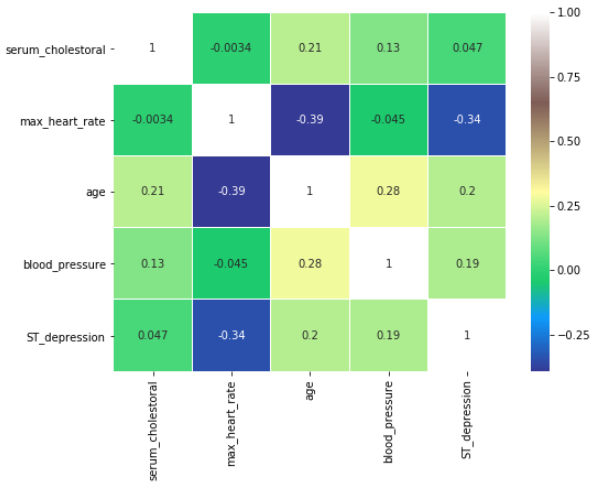 1.00
serum_cholestoral 1 -0.0034 0.21 0.13 0.047
0.75
max_heart_rate -0.0034 1 -0.39 -0.045 -0.34
0.50
age 0.21 -0.39 1 0.28 0.2
0.25
blood_pressure 0.13 -0.045 0.28 1 0.19
0.00
ST_depression 0.047 -0.34 0.2 0.19 1
−0.25
serum_cholestoral
max_heart_rate
age
blood_pressure
ST_depression